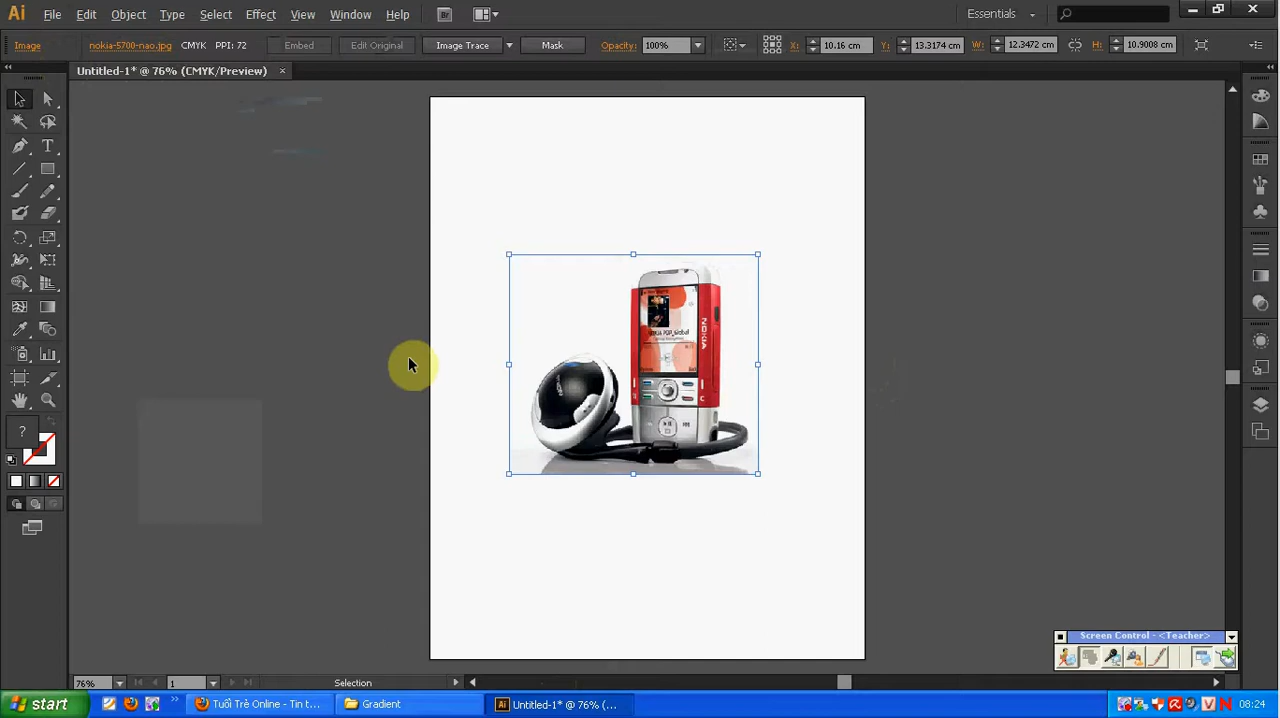 Ai File Edit Object Type Select Effect View Window Help Br Essentials
Image nokia-5700-nao.jpg CMYK PPI: 72 Embed Edit Original Image Trace Mask Opacity: 100% X: 10.16 cm Y: 13.3174 cm W: 12.3472 cm H: 10.9008 cm
Untitled-1* @ 76% (CMYK/Preview)
NOKIA
?
Screen Control - <Teacher>
76% 1 Selection
start Tuổi Trẻ Online - Tin t... Gradient Ai Untitled-1* @ 76% (... 08:24